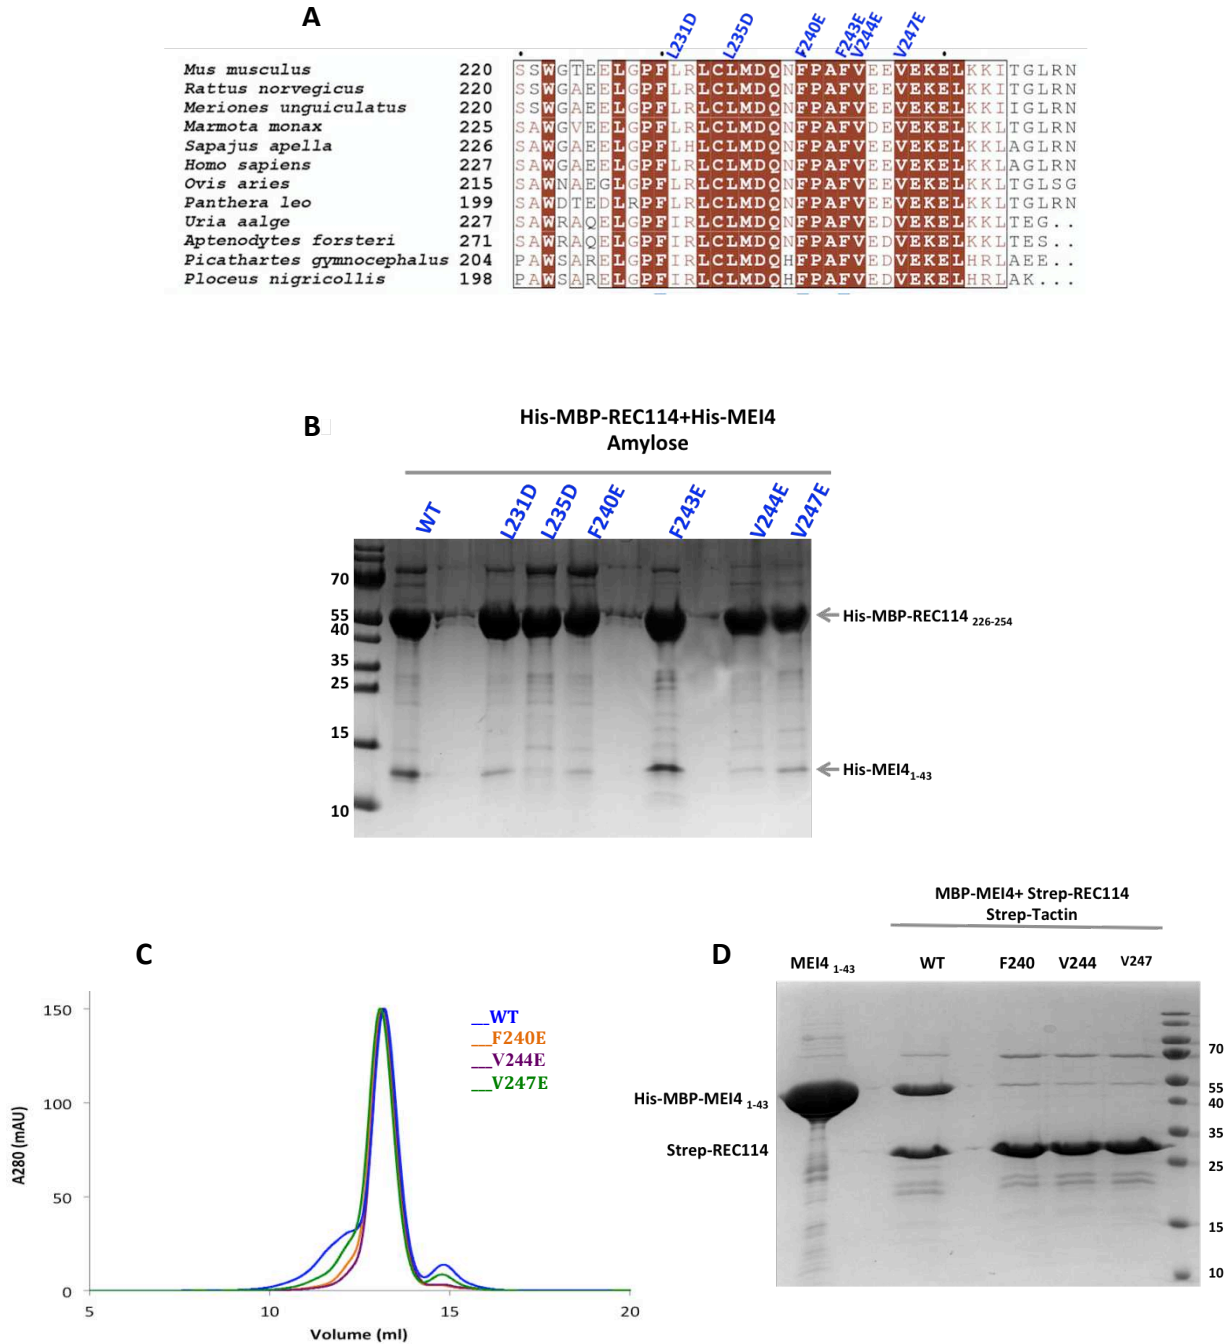 A
L231D L235D F240E F243E V244E V247E
Mus musculus 220 SSWGTEELGPFLRLCLMDQNFPAFVEEVEKELKKITGLRN
Rattus norvegicus 220 SSWGAEELGPFLRLCLMDQNFPAFVEEVEKELKKITGLRN
Meriones unguiculatus 220 SSWGAEELGPFLRLCLMDQNFPAFVEEVEKELKKITGLRN
Marmota monax 225 SAWGVEELGPFLRLCLMDQNFPAFVDEVEKELKKLTGLRN
Sapajus apella 226 SAWGAEELGPFLHLCLMDQNFPAFVEEVEKELKKLAGLRN
Homo sapiens 227 SAWGAEELGPFLRLCLMDQNFPAFVEEVEKELKKLAGLRN
Ovis aries 215 SAWNAEGLGPFLRLCLMDQNFPAFVEEVEKELKKLTGLSG
Panthera leo 199 SAWDTEDLRPFLRLCLMDQNFPAFVEEVEKELKKLTGLRN
Uria aalge 227 SAWRAQELGPFIRLCLMDQNFPAFVEDVEKELKKLTEG..
Aptenodytes forsteri 271 SAWRAQELGPFIRLCLMDQNFPAFVEDVEKELKKLTES..
Picathartes gymnocephalus 204 PAWSARELGPFIRLCLMDQHFPAFVEDVEKELHRLAEE..
Ploceus nigricollis 198 PAWSARELGPFIRLCLMDQHFPAFVEDVEKELHRLAK...
B
His-MBP-REC114+His-MEI4
Amylose
WT L231D L235D F240E F243E V244E V247E
70
55
40
35
25
15
10
His-MBP-REC114 226-254
His-MEI4 1-43
C
A280 (mAU)
150
100
50
0
5 10 15 20
Volume (ml)
WT
F240E
V244E
V247E
D
MBP-MEI4+ Strep-REC114
Strep-Tactin
MEI4 1-43 WT F240 V244 V247
His-MBP-MEI4 1-43
Strep-REC114
70
55
40
35
25
15
10